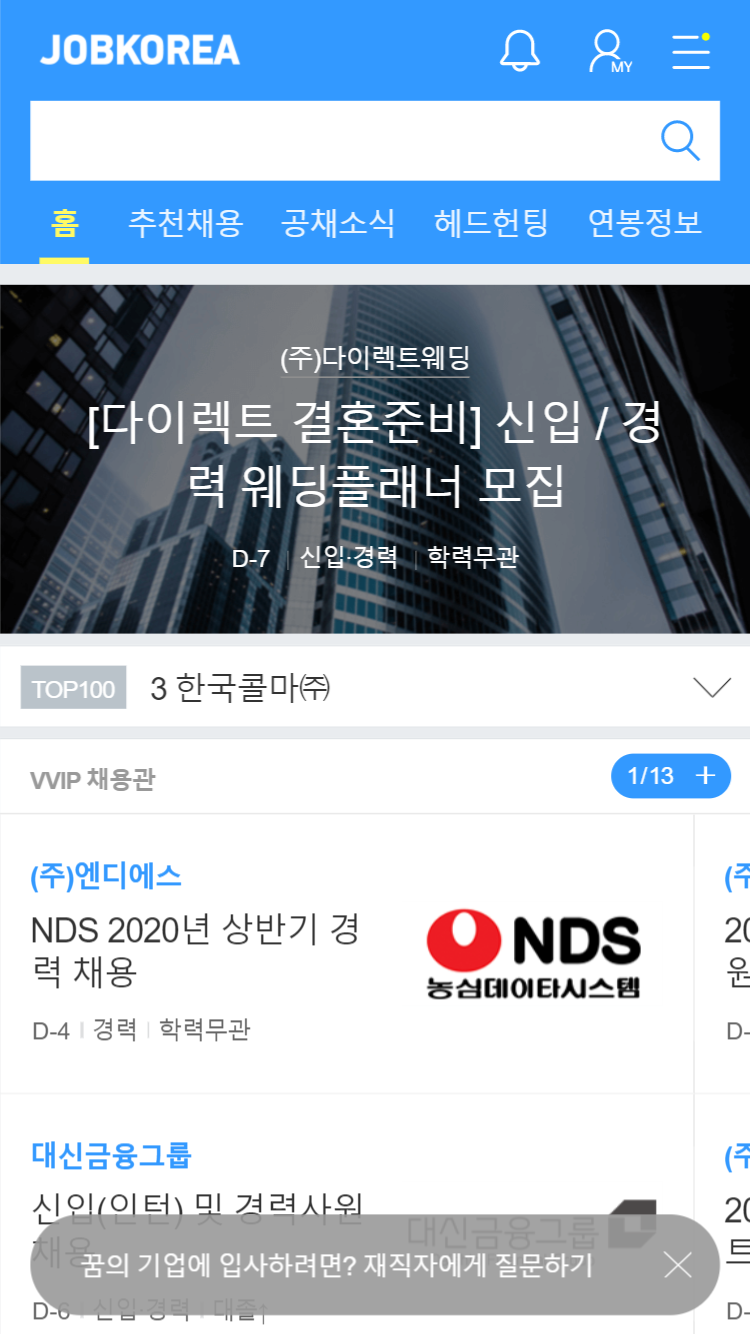 JOBKOREA
MY
홈 추천채용 공채소식 헤드헌팅 연봉정보
(주)다이렉트웨딩
[다이렉트 결혼준비] 신입 / 경
력 웨딩플래너 모집
D-7 신입·경력 학력무관
TOP100 3 한국콜마㈜
VVIP 채용관 1/13 +
(주)엔디에스
NDS 2020년 상반기 경
력 채용
D-4 경력 학력무관
NDS
농심데이타시스템
(주
20
원
D-
대신금융그룹
신입(인턴) 및 경력사원
채용
대신금융그룹
꿈의 기업에 입사하려면? 재직자에게 질문하기
D-6 신입·경력 대졸↑
(주
20
트
D-